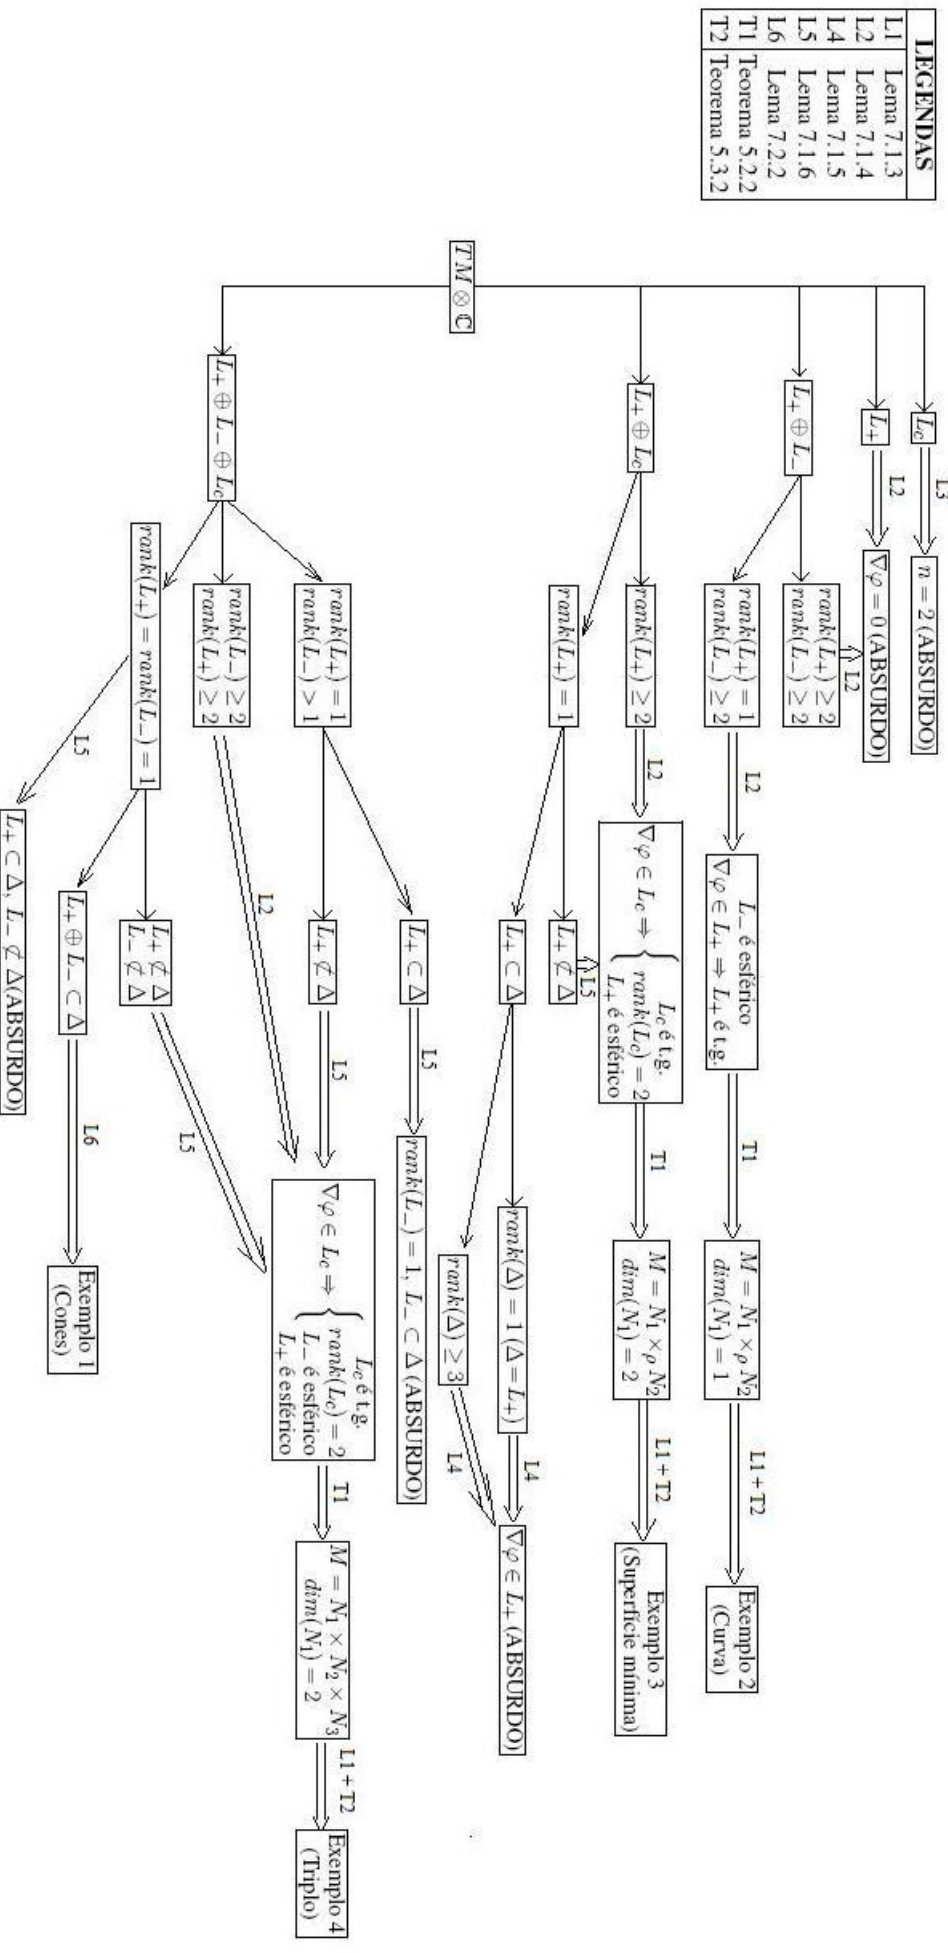 LEGENDAS
L1 Lema 7.1.3
L2 Lema 7.1.4
L4 Lema 7.1.5
L5 Lema 7.1.6
L6 Lema 7.2.2
T1 Teorema 5.2.2
T2 Teorema 5.3.2
TM ⊗ ℂ
L_c
L3
n = 2 (ABSURDO)
L_+
L2
∇φ = 0 (ABSURDO)
L_+ ⊕ L_-
rank(L_+) ≥ 2
rank(L_-) ≥ 2
L2
rank(L_+) = 1
rank(L_-) ≥ 2
L2
L_- é esférico
∇φ ∈ L_+ ⇒ L_+ é t.g.
T1
M = N_1 ×_ρ N_2
dim(N_1) = 1
L1 + T2
Exemplo 2
(Curva)
L_+ ⊕ L_c
rank(L_+) ≥ 2
L2
∇φ ∈ L_c ⇒ {
L_c é t.g.
rank(L_c) = 2
L_+ é esférico
T1
M = N_1 ×_ρ N_2
dim(N_1) = 2
L1 + T2
Exemplo 3
(Superfície mínima)
rank(L_+) = 1
L_+ ⊄ Δ
L5
L_+ ⊂ Δ
rank(Δ) = 1 (Δ = L_+)
L4
rank(Δ) ≥ 3
L4
∇φ ∈ L_+ (ABSURDO)
L_+ ⊕ L_- ⊕ L_c
rank(L_+) = 1
rank(L_-) > 1
L_+ ⊂ Δ
L5
rank(L_-) = 1, L_- ⊂ Δ (ABSURDO)
L_+ ⊄ Δ
L5
∇φ ∈ L_c ⇒ {
L_c é t.g.
rank(L_c) = 2
L_- é esférico
L_+ é esférico
T1
M = N_1 × N_2 × N_3
dim(N_1) = 2
L1 + T2
Exemplo 4
(Triplo)
rank(L_-) ≥ 2
rank(L_+) ≥ 2
L2
rank(L_+) = rank(L_-) = 1
L_+ ⊄ Δ
L_- ⊄ Δ
L5
L_+ ⊕ L_- ⊂ Δ
L6
Exemplo 1
(Cones)
L5
L_+ ⊂ Δ, L_- ⊄ Δ(ABSURDO)